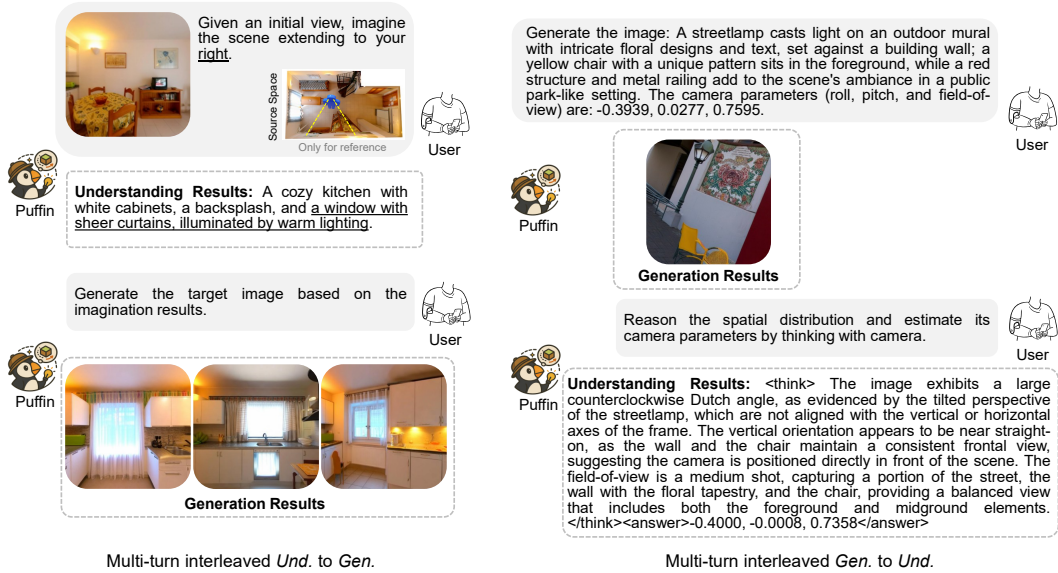 Given an initial view, imagine
the scene extending to your
right.
Source Space
Only for reference
User
Puffin
Understanding Results: A cozy kitchen with
white cabinets, a backsplash, and a window with
sheer curtains, illuminated by warm lighting.
Generate the target image based on the
imagination results.
User
Puffin
Generation Results
Multi-turn interleaved Und. to Gen.
Generate the image: A streetlamp casts light on an outdoor mural
with intricate floral designs and text, set against a building wall; a
yellow chair with a unique pattern sits in the foreground, while a red
structure and metal railing add to the scene's ambiance in a public
park-like setting. The camera parameters (roll, pitch, and field-of-
view) are: -0.3939, 0.0277, 0.7595.
User
Puffin
Generation Results
Reason the spatial distribution and estimate its
camera parameters by thinking with camera.
User
Puffin
Understanding Results: <think> The image exhibits a large
counterclockwise Dutch angle, as evidenced by the tilted perspective
of the streetlamp, which are not aligned with the vertical or horizontal
axes of the frame. The vertical orientation appears to be near straight-
on, as the wall and the chair maintain a consistent frontal view,
suggesting the camera is positioned directly in front of the scene. The
field-of-view is a medium shot, capturing a portion of the street, the
wall with the floral tapestry, and the chair, providing a balanced view
that includes both the foreground and midground elements.
</think><answer>-0.4000, -0.0008, 0.7358</answer>
Multi-turn interleaved Gen. to Und.